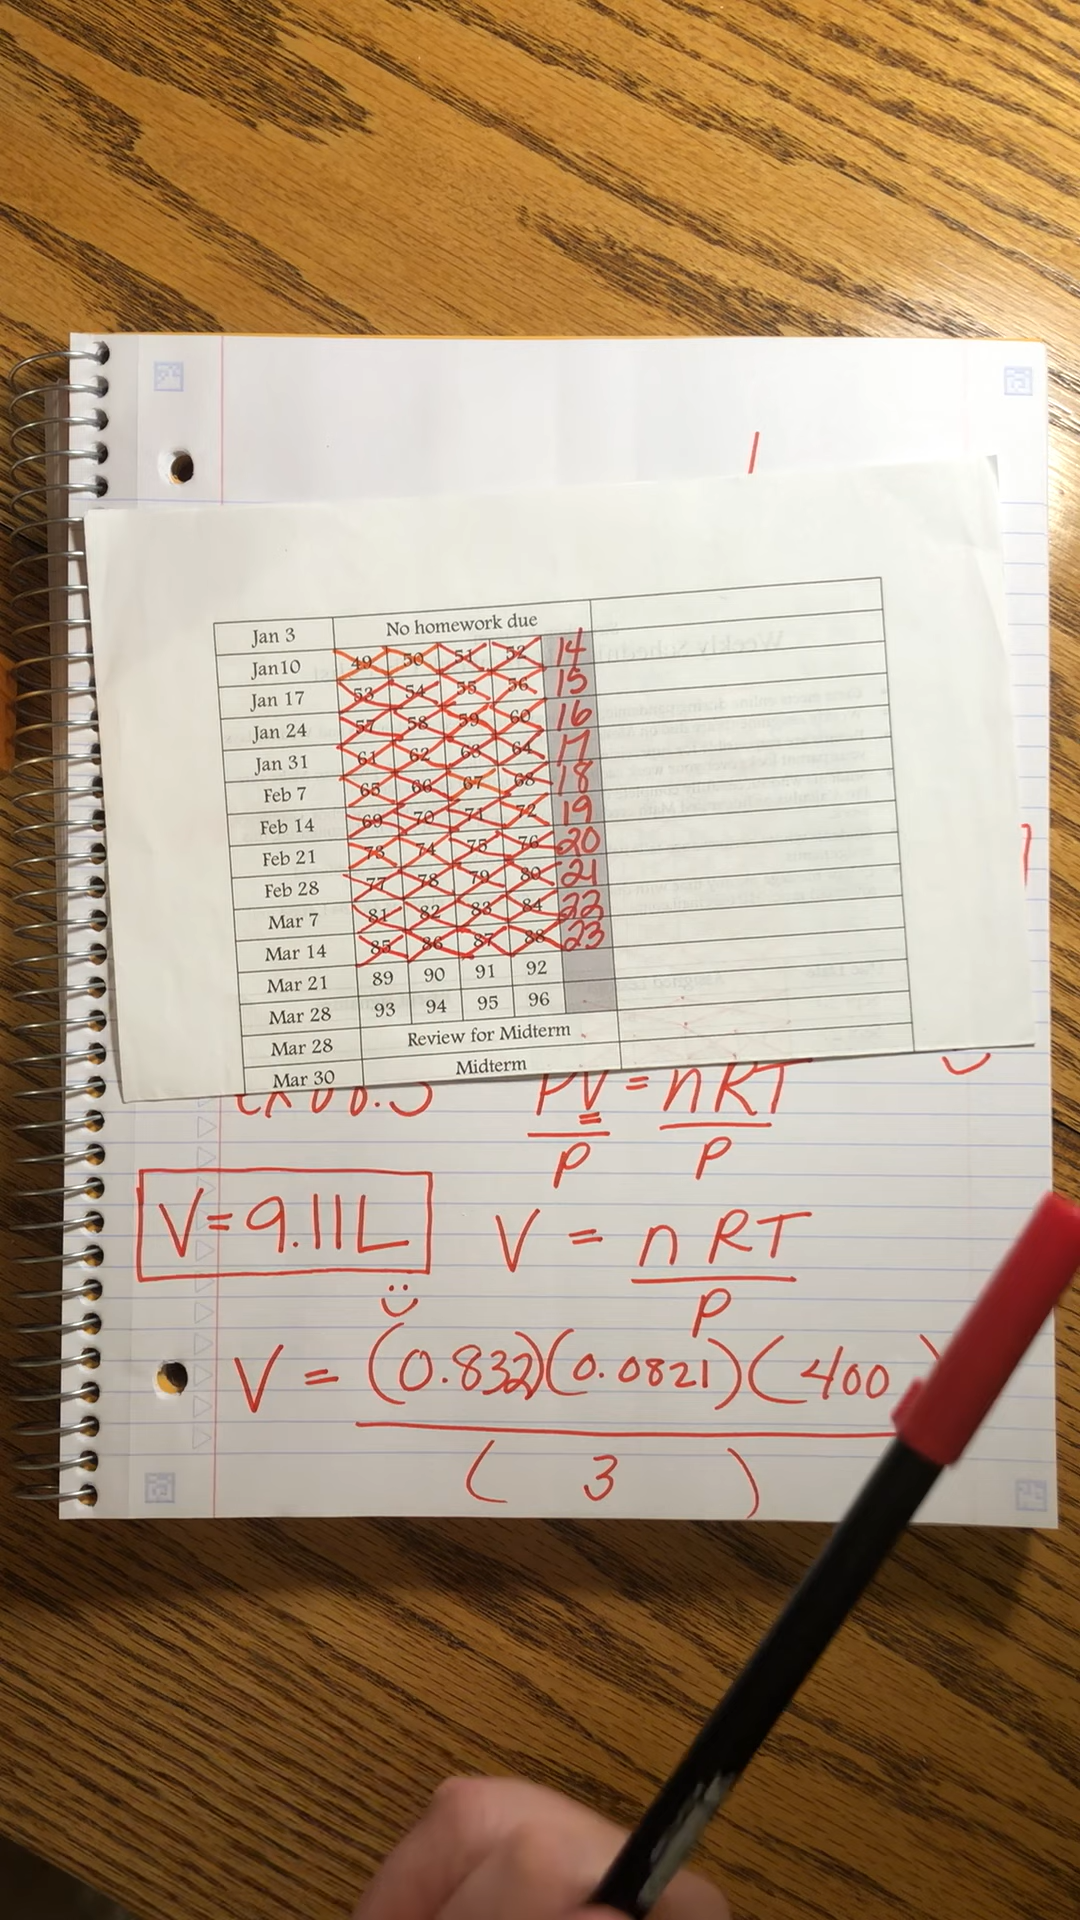 Jan 3 No homework due
Jan10 49 50 51 52 14
Jan 17 53 54 55 56 15
Jan 24 57 58 59 60 16
Jan 31 61 62 63 64 17
Feb 7 65 66 67 68 18
Feb 14 69 70 71 72 19
Feb 21 73 74 75 76 20
Feb 28 77 78 79 80 21
Mar 7 81 82 83 84 22
Mar 14 85 86 87 88 23
Mar 21 89 90 91 92
Mar 28 93 94 95 96
Mar 28 Review for Midterm
Mar 30 Midterm
PV = nRT
P P
V = 9.11L
V = nRT
P
V = (0.832)(0.0821)(400
( 3 )